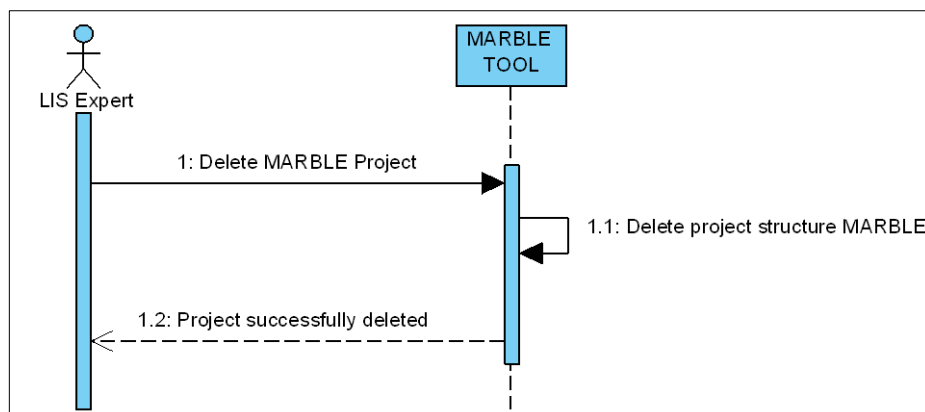 MARBLE
TOOL
LIS Expert
1: Delete MARBLE Project
1.1: Delete project structure MARBLE
1.2: Project successfully deleted